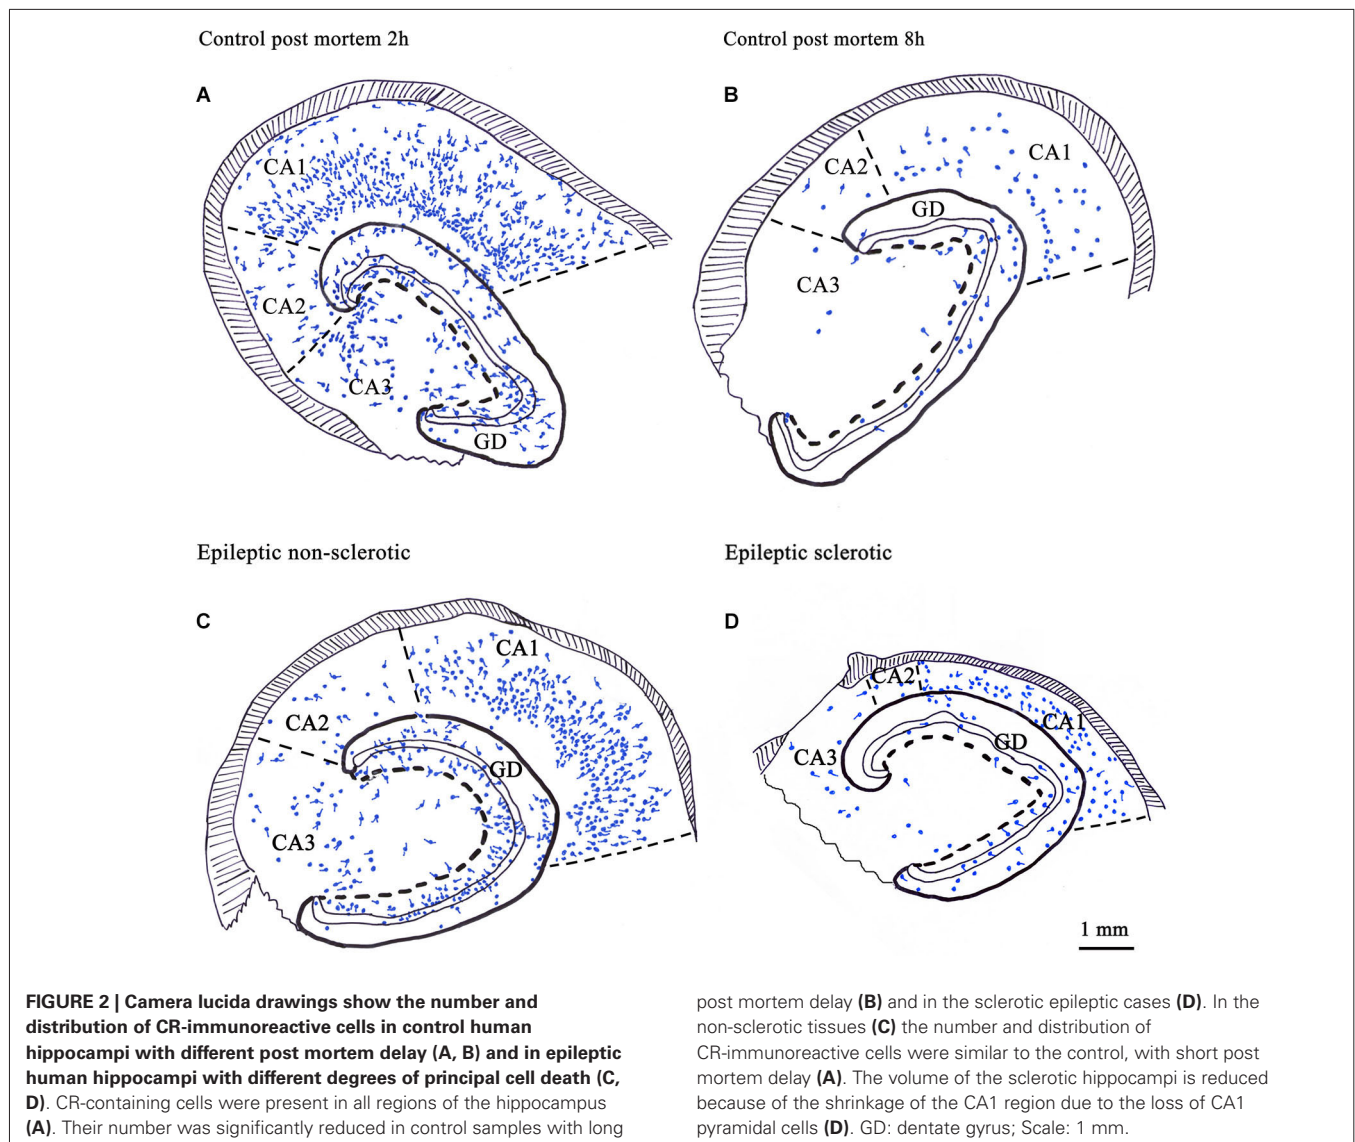 Control post mortem 2h
Control post mortem 8h
A
CA1
CA2
CA3
GD
B
CA2
CA1
GD
CA3
Epileptic non-sclerotic
Epileptic sclerotic
C
CA1
CA2
GD
CA3
D
CA2
CA1
GD
CA3
1 mm
FIGURE 2 | Camera lucida drawings show the number and
distribution of CR-immunoreactive cells in control human
hippocampi with different post mortem delay (A, B) and in epileptic
human hippocampi with different degrees of principal cell death (C,
D). CR-containing cells were present in all regions of the hippocampus
(A). Their number was significantly reduced in control samples with long
post mortem delay (B) and in the sclerotic epileptic cases (D). In the
non-sclerotic tissues (C) the number and distribution of
CR-immunoreactive cells were similar to the control, with short post
mortem delay (A). The volume of the sclerotic hippocampi is reduced
because of the shrinkage of the CA1 region due to the loss of CA1
pyramidal cells (D). GD: dentate gyrus; Scale: 1 mm.